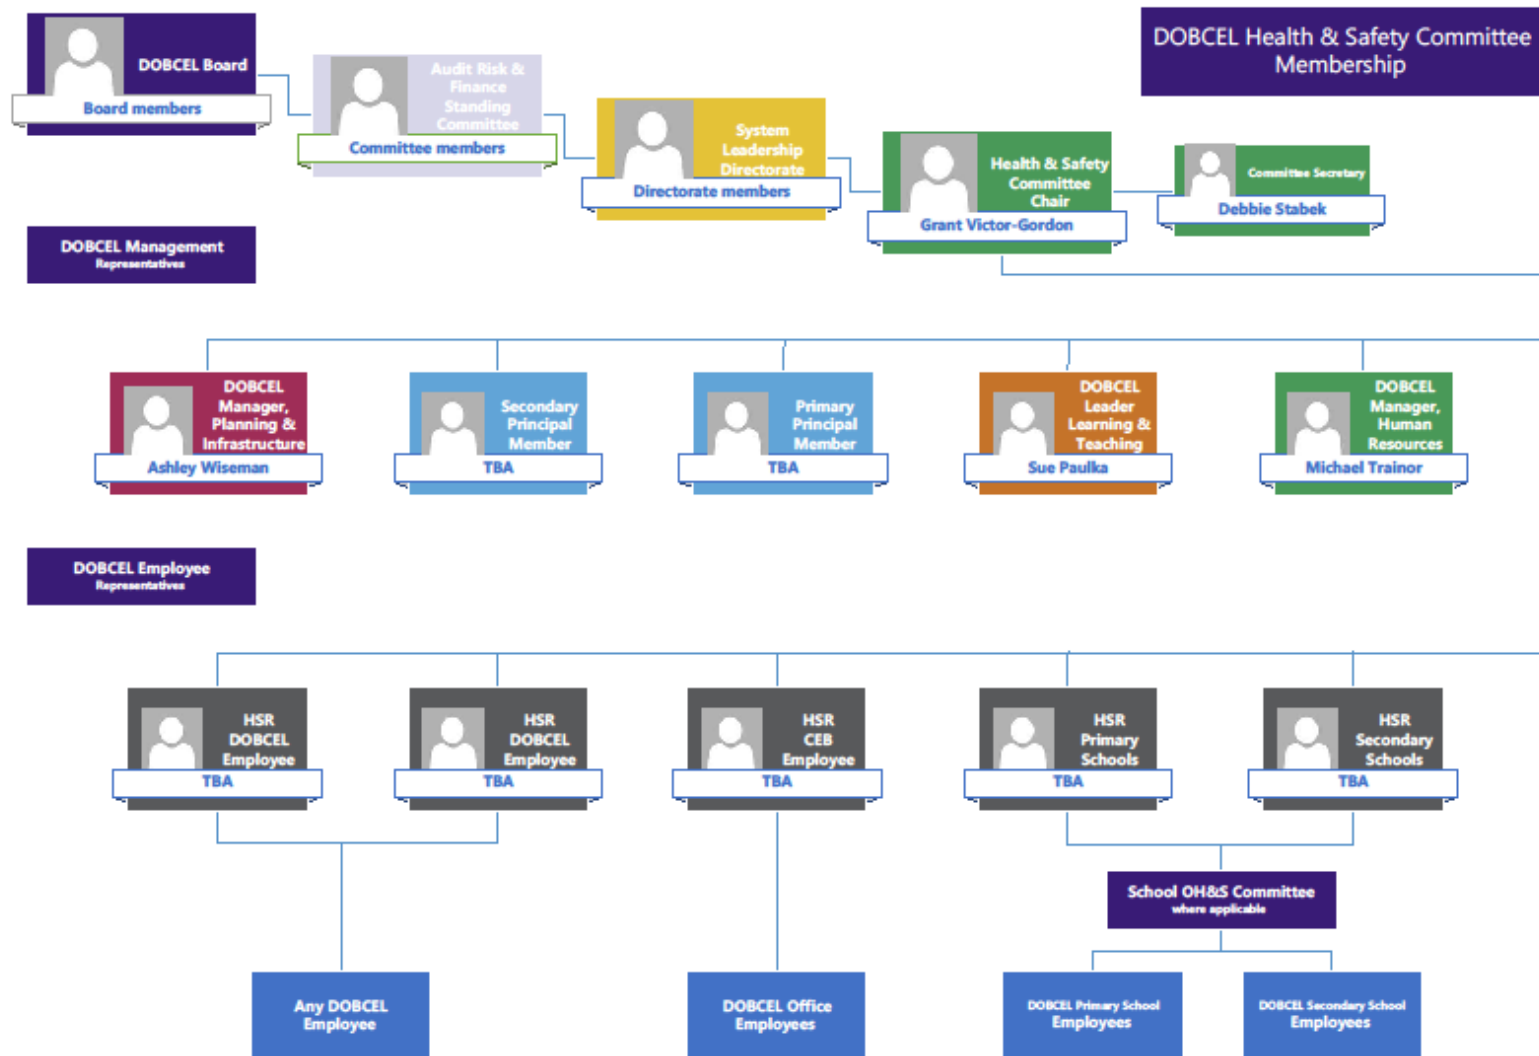 DOBCEL Health & Safety Committee
Membership
DOBCEL Board
Board members
Audit Risk &
Finance
Standing
Committee
Committee members
System
Leadership
Directorate
Directorate members
Health & Safety
Committee
Chair
Grant Victor-Gordon
Committee Secretary
Debbie Stabek
DOBCEL Management
Representatives
DOBCEL
Manager,
Planning &
Infrastructure
Ashley Wiseman
Secondary
Principal
Member
TBA
Primary
Principal
Member
TBA
DOBCEL
Leader
Learning &
Teaching
Sue Paulka
DOBCEL
Manager,
Human
Resources
Michael Trainor
DOBCEL Employee
Representatives
HSR
DOBCEL
Employee
TBA
HSR
DOBCEL
Employee
TBA
HSR
CEB
Employee
TBA
HSR
Primary
Schools
TBA
HSR
Secondary
Schools
TBA
School OH&S Committee
where applicable
Any DOBCEL
Employee
DOBCEL Office
Employees
DOBCEL Primary School
Employees
DOBCEL Secondary School
Employees